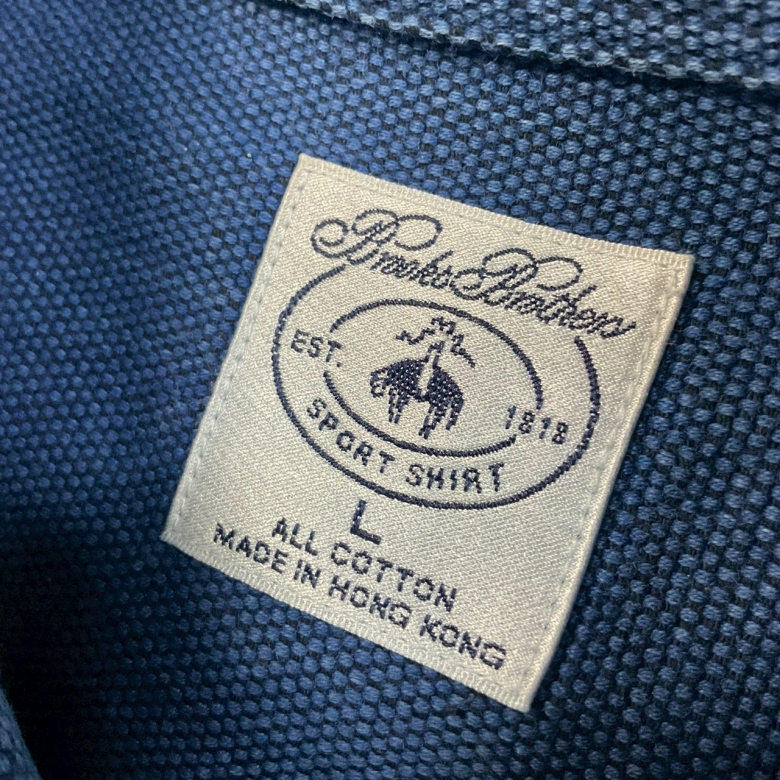 Brooks Brothers
EST. 1818
SPORT SHIRT
L
ALL COTTON
MADE IN HONG KONG